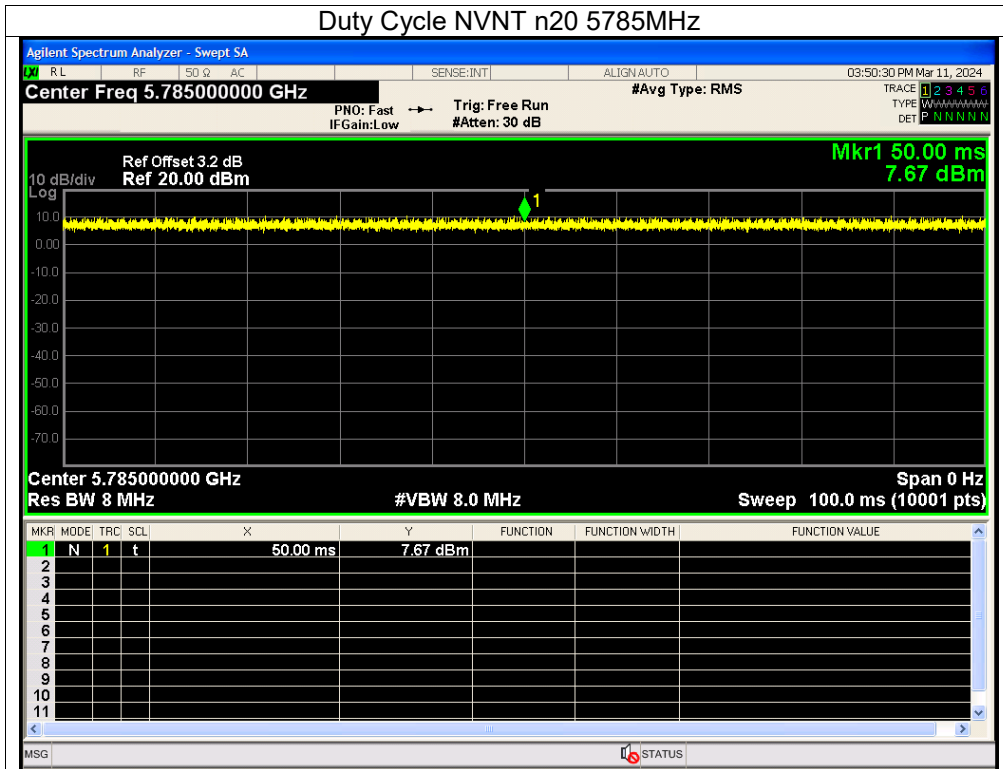 Duty Cycle NVNT n20 5785MHz
Agilent Spectrum Analyzer - Swept SA
LXI RL RF 50 Ω AC SENSE:INT ALIGN AUTO 03:50:30 PM Mar 11, 2024
Center Freq 5.785000000 GHz #Avg Type: RMS TRACE 1 2 3 4 5 6
PNO: Fast Trig: Free Run TYPE WWWWWW
IFGain:Low #Atten: 30 dB DET P N N N N N
Mkr1 50.00 ms
Ref Offset 3.2 dB
10 dB/div Ref 20.00 dBm 7.67 dBm
Log
1
10.0
0.00
-10.0
-20.0
-30.0
-40.0
-50.0
-60.0
-70.0
Center 5.785000000 GHz Span 0 Hz
Res BW 8 MHz #VBW 8.0 MHz Sweep 100.0 ms (10001 pts)
MKR MODE TRC SCL X Y FUNCTION FUNCTION WIDTH FUNCTION VALUE
1 N 1 t 50.00 ms 7.67 dBm
2
3
4
5
6
7
8
9
10
11
MSG STATUS